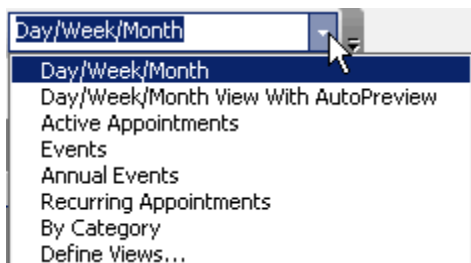 Day/Week/Month
Day/Week/Month
Day/Week/Month View With AutoPreview
Active Appointments
Events
Annual Events
Recurring Appointments
By Category
Define Views...